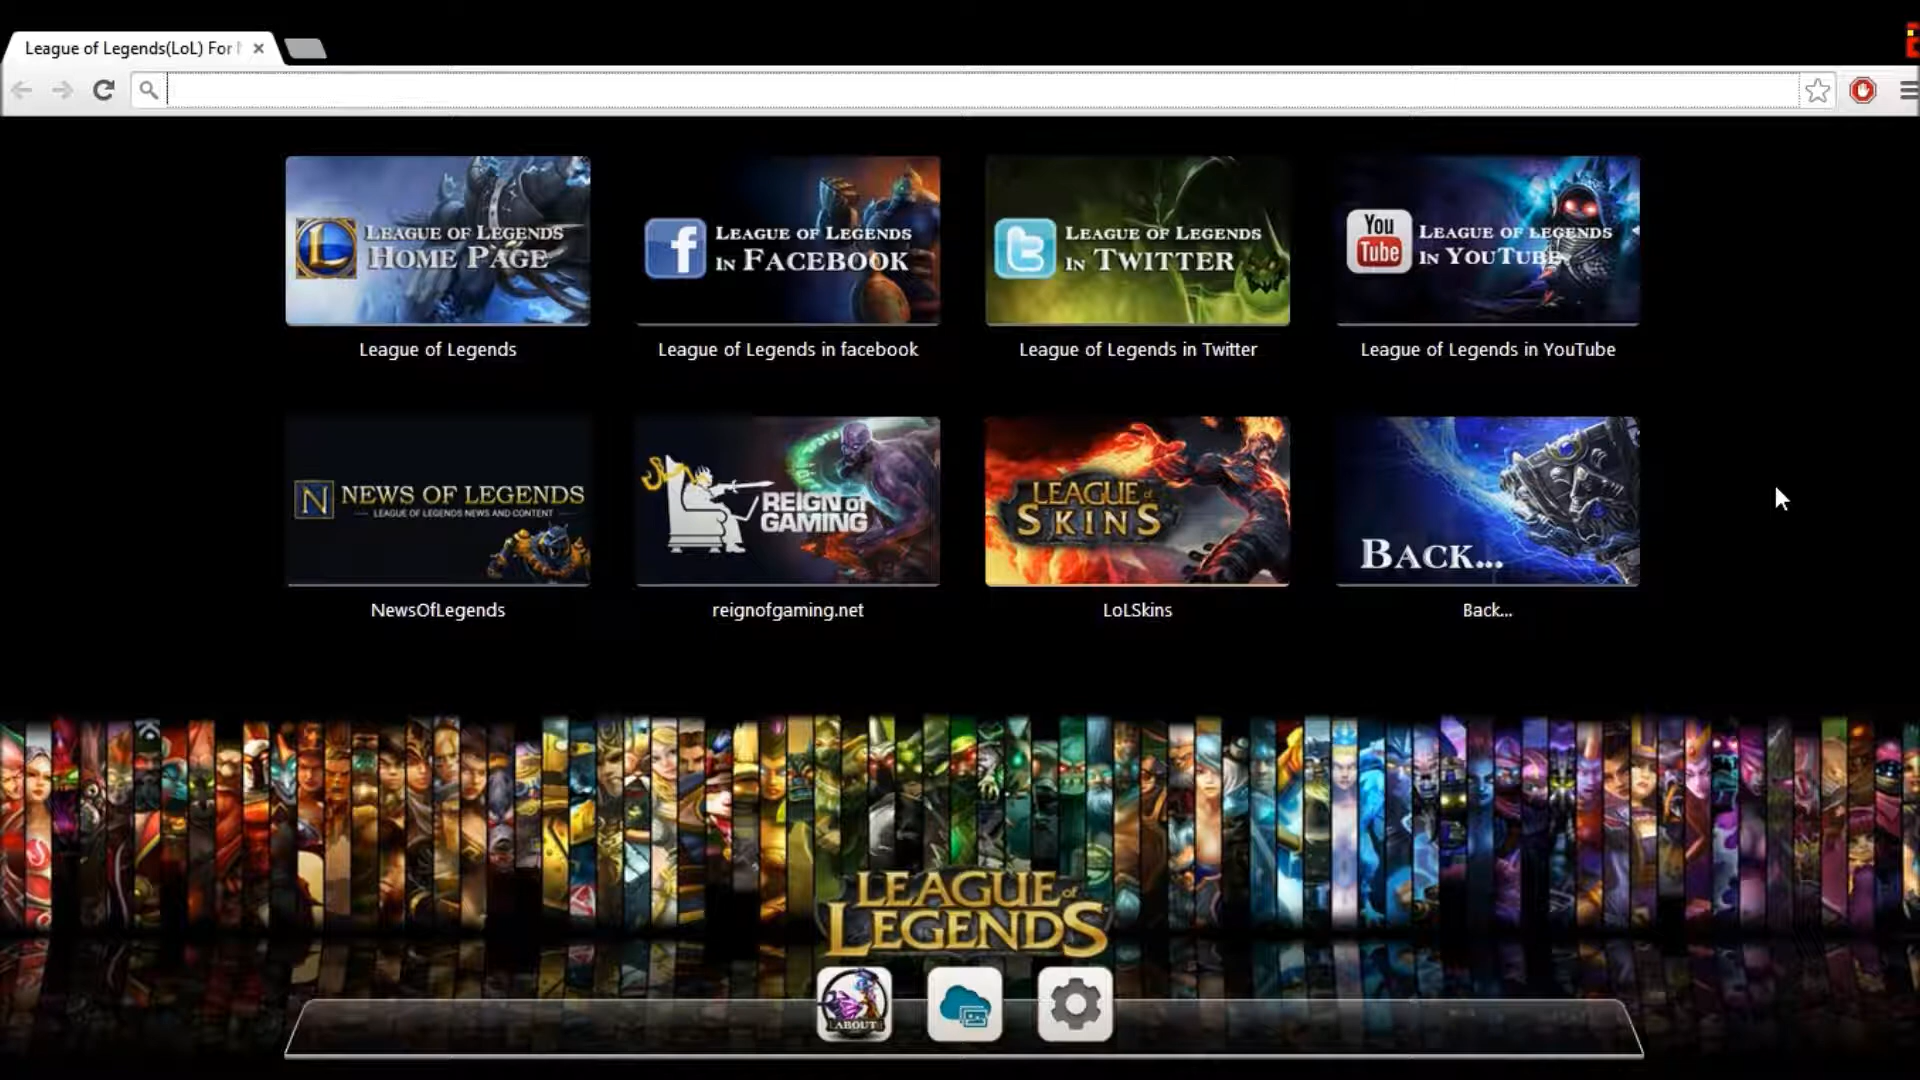 League of Legends(LoL) For
LEAGUE OF LEGENDS
HOME PAGE
LEAGUE OF LEGENDS
IN FACEBOOK
LEAGUE OF LEGENDS
IN TWITTER
You
Tube
LEAGUE OF LEGENDS
IN YOUTUBE
League of Legends
League of Legends in facebook
League of Legends in Twitter
League of Legends in YouTube
N NEWS OF LEGENDS
LEAGUE OF LEGENDS NEWS AND CONTENT
REIGN OF
GAMING
LEAGUE of
SKINS
BACK...
NewsOfLegends
reignofgaming.net
LoLSkins
Back...
LEAGUE of
LEGENDS
ABOUT